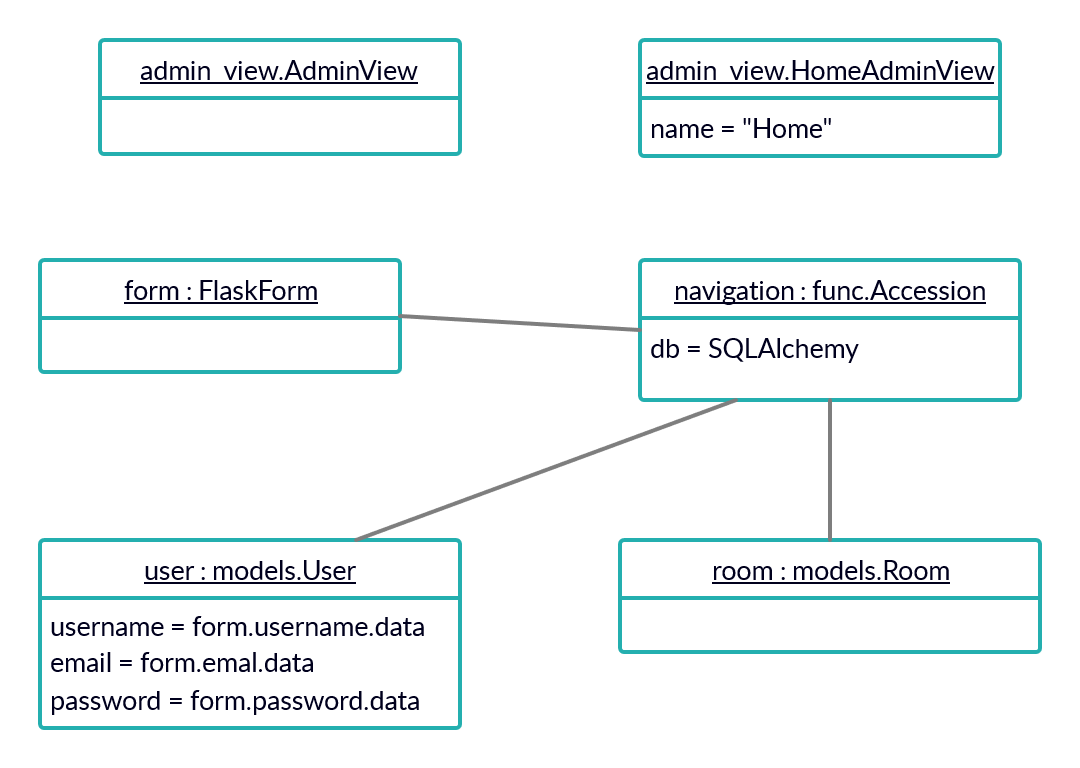 admin_view.AdminView
admin_view.HomeAdminView
name = "Home"
form : FlaskForm
navigation : func.Accession
db = SQLAlchemy
user : models.User
username = form.username.data
email = form.emal.data
password = form.password.data
room : models.Room